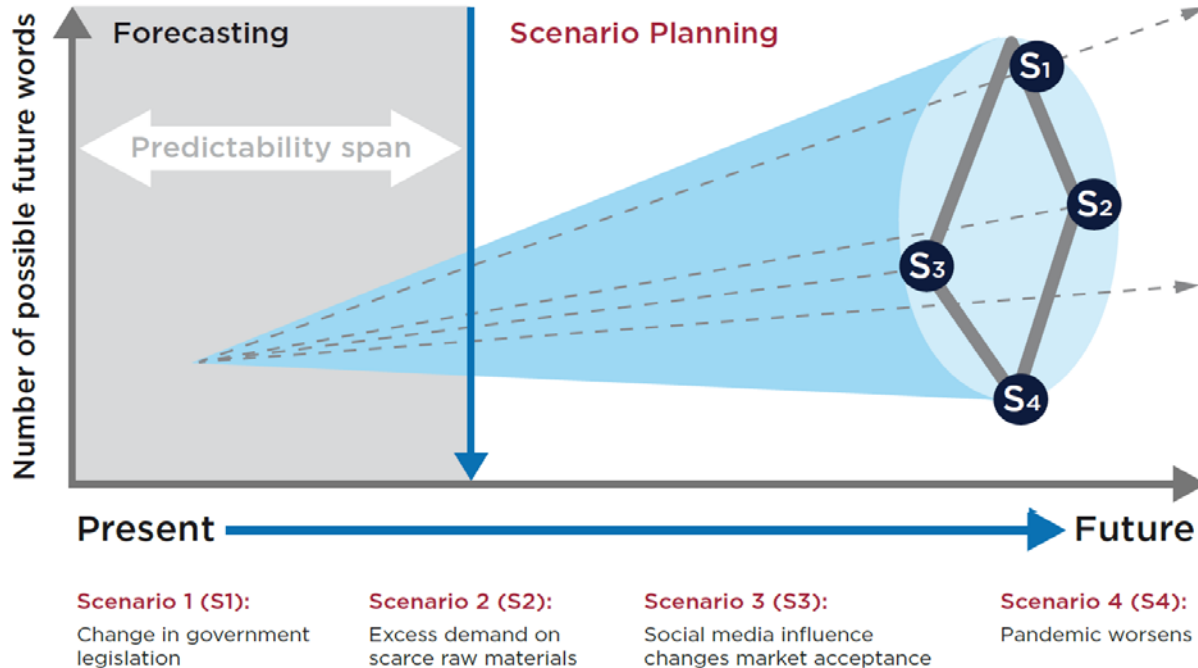 Number of possible future words
Forecasting
Scenario Planning
Predictability span
S1
S2
S3
S4
Present
Future
Scenario 1 (S1):
Change in government
legislation
Scenario 2 (S2):
Excess demand on
scarce raw materials
Scenario 3 (S3):
Social media influence
changes market acceptance
Scenario 4 (S4):
Pandemic worsens